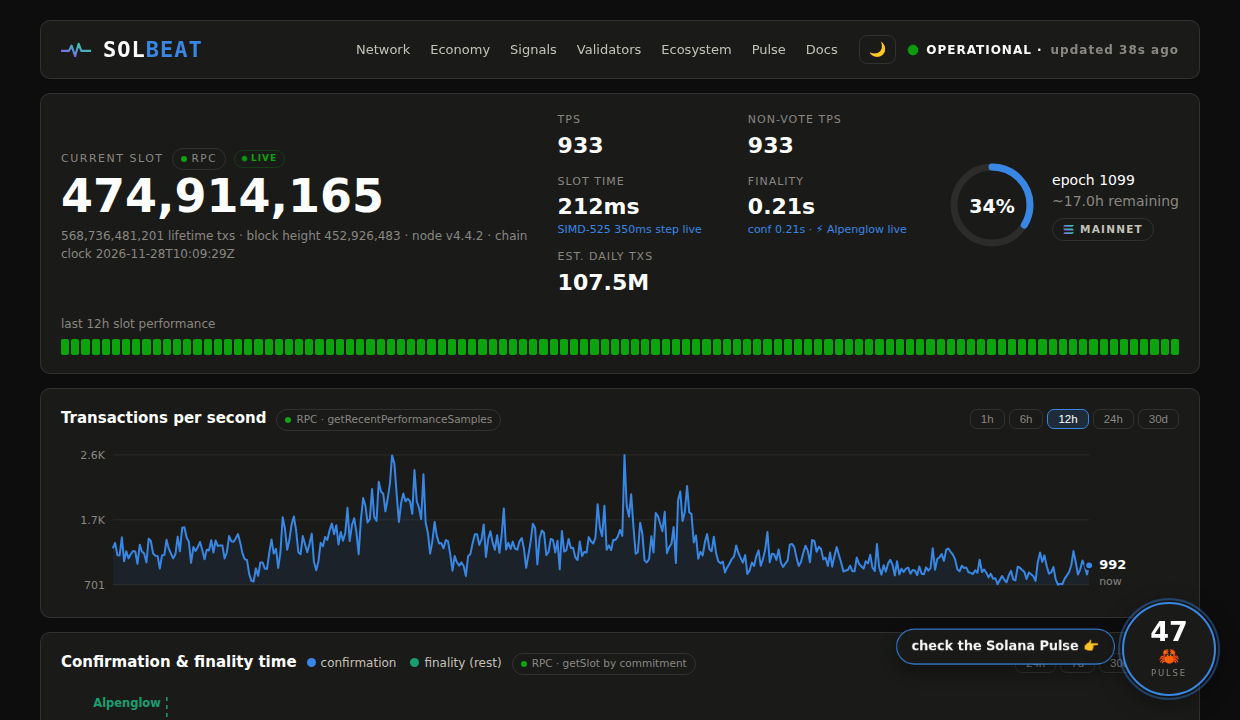 SOLBEAT
Network Economy Signals Validators Ecosystem Pulse Docs
OPERATIONAL · updated 38s ago
CURRENT SLOT RPC LIVE
474,914,165
568,736,481,201 lifetime txs · block height 452,926,483 · node v4.4.2 · chain
clock 2026-11-28T10:09:29Z
TPS
933
NON-VOTE TPS
933
SLOT TIME
212ms
SIMD-525 350ms step live
FINALITY
0.21s
conf 0.21s · ⚡ Alpenglow live
EST. DAILY TXS
107.5M
34%
epoch 1099
~17.0h remaining
MAINNET
last 12h slot performance
Transactions per second RPC · getRecentPerformanceSamples
1h 6h 12h 24h 30d
2.6K
1.7K
701
992
now
Confirmation & finality time confirmation finality (rest) RPC · getSlot by commitment
check the Solana Pulse 👉
47
PULSE
Alpenglow